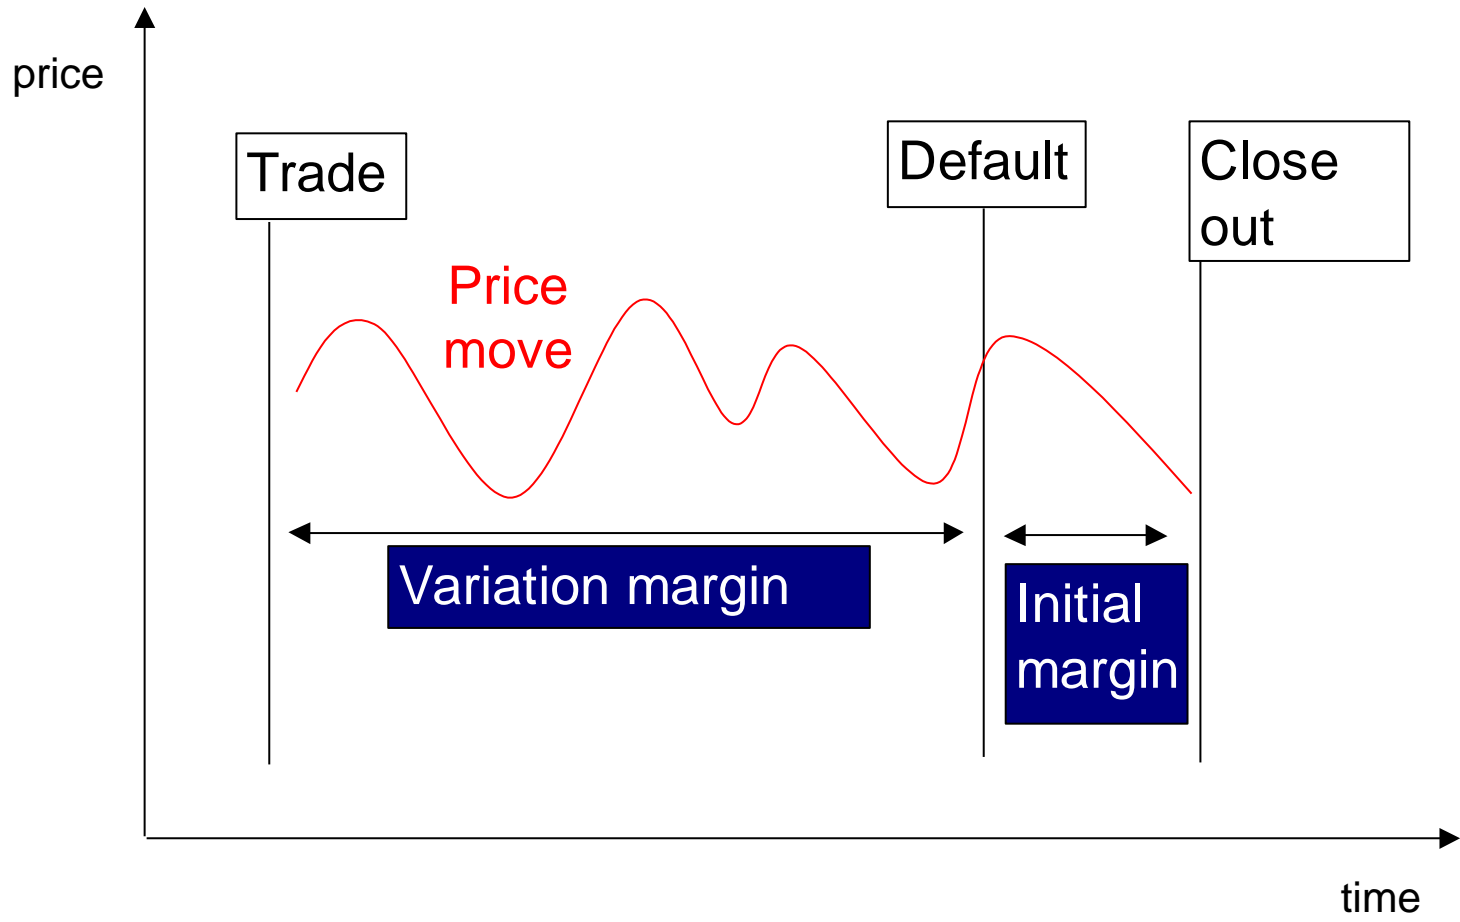 price
Trade
Default
Close
out
Price
move
Variation margin
Initial
margin
time